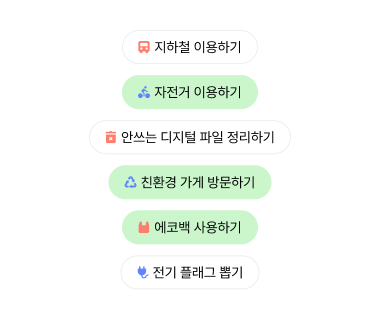 지하철 이용하기
자전거 이용하기
안쓰는 디지털 파일 정리하기
친환경 가게 방문하기
에코백 사용하기
전기 플래그 뽑기